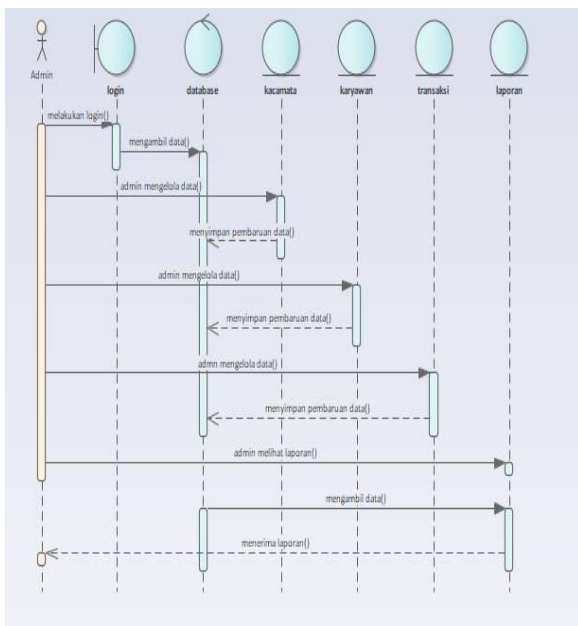 Admin
login
database
kacamata
karyawan
transaksi
laporan
melakukan login()
mengambil data()
admin mengelola data()
menyimpan pembaruan data()
admin mengelola data()
menyimpan pembaruan data()
admn mengelola data()
menyimpan pembaruan data()
admin melihat laporan()
mengambil data()
menerima laporan()